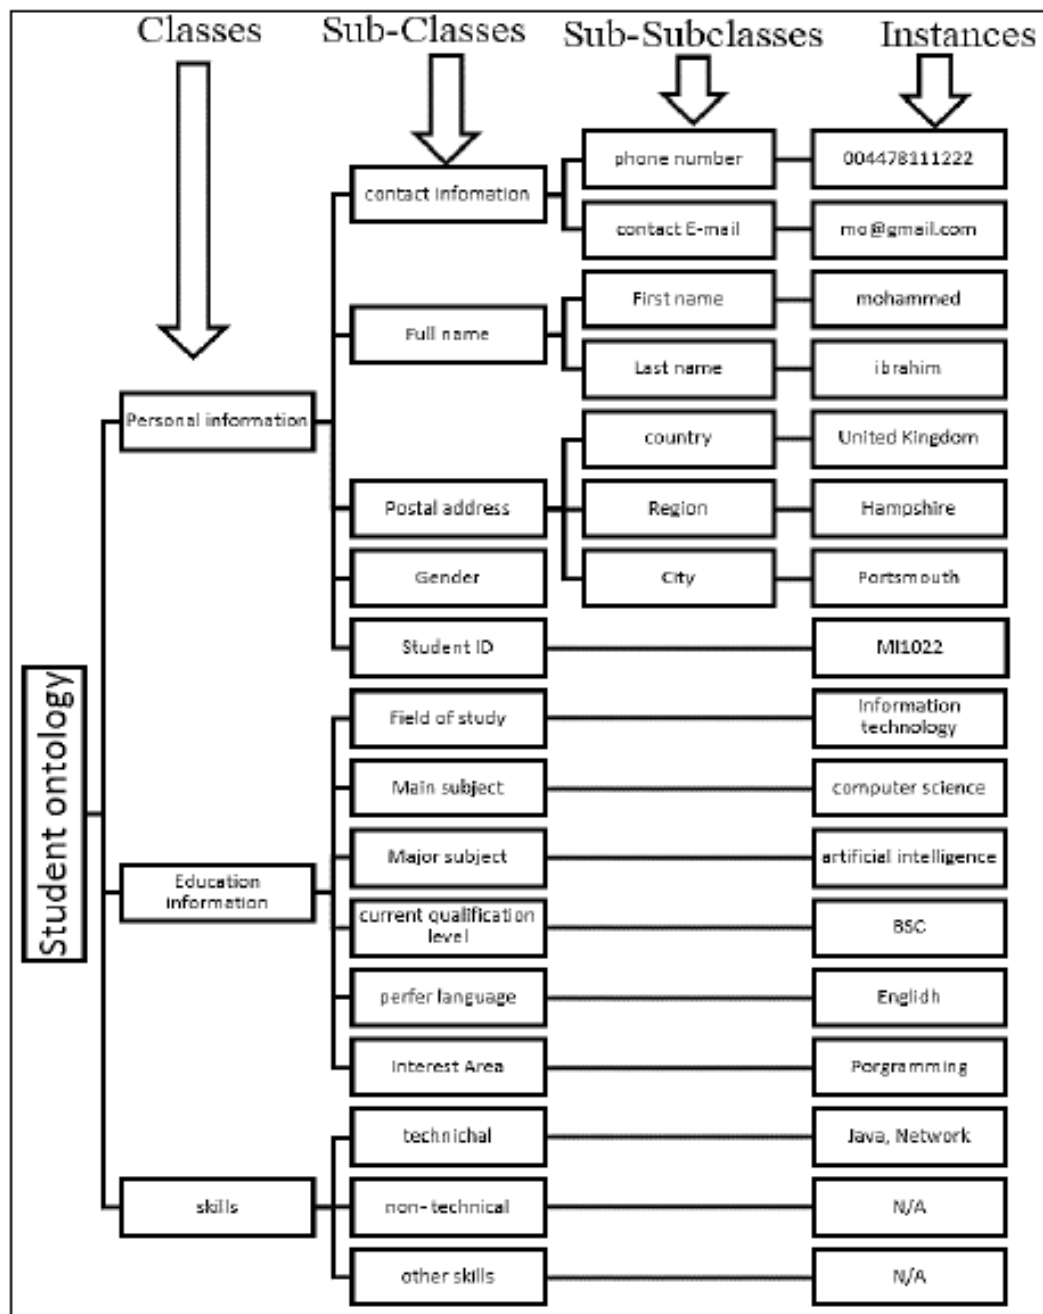 Classes
Sub-Classes
Sub-Subclasses
Instances
Student ontology
Personal information
contact infomation
phone number
004478111222
contact E-mail
mo@gmail.com
Full name
First name
mohammed
Last name
ibrahim
Postal address
country
United Kingdom
Region
Hampshire
City
Portsmouth
Gender
Student ID
MI1022
Education
information
Field of study
Information
technology
Main subject
computer science
Major subject
artificial intelligence
current qualification
level
BSC
perfer language
Englidh
Interest Area
Porgramming
skills
technichal
Java, Network
non- technical
N/A
other skills
N/A